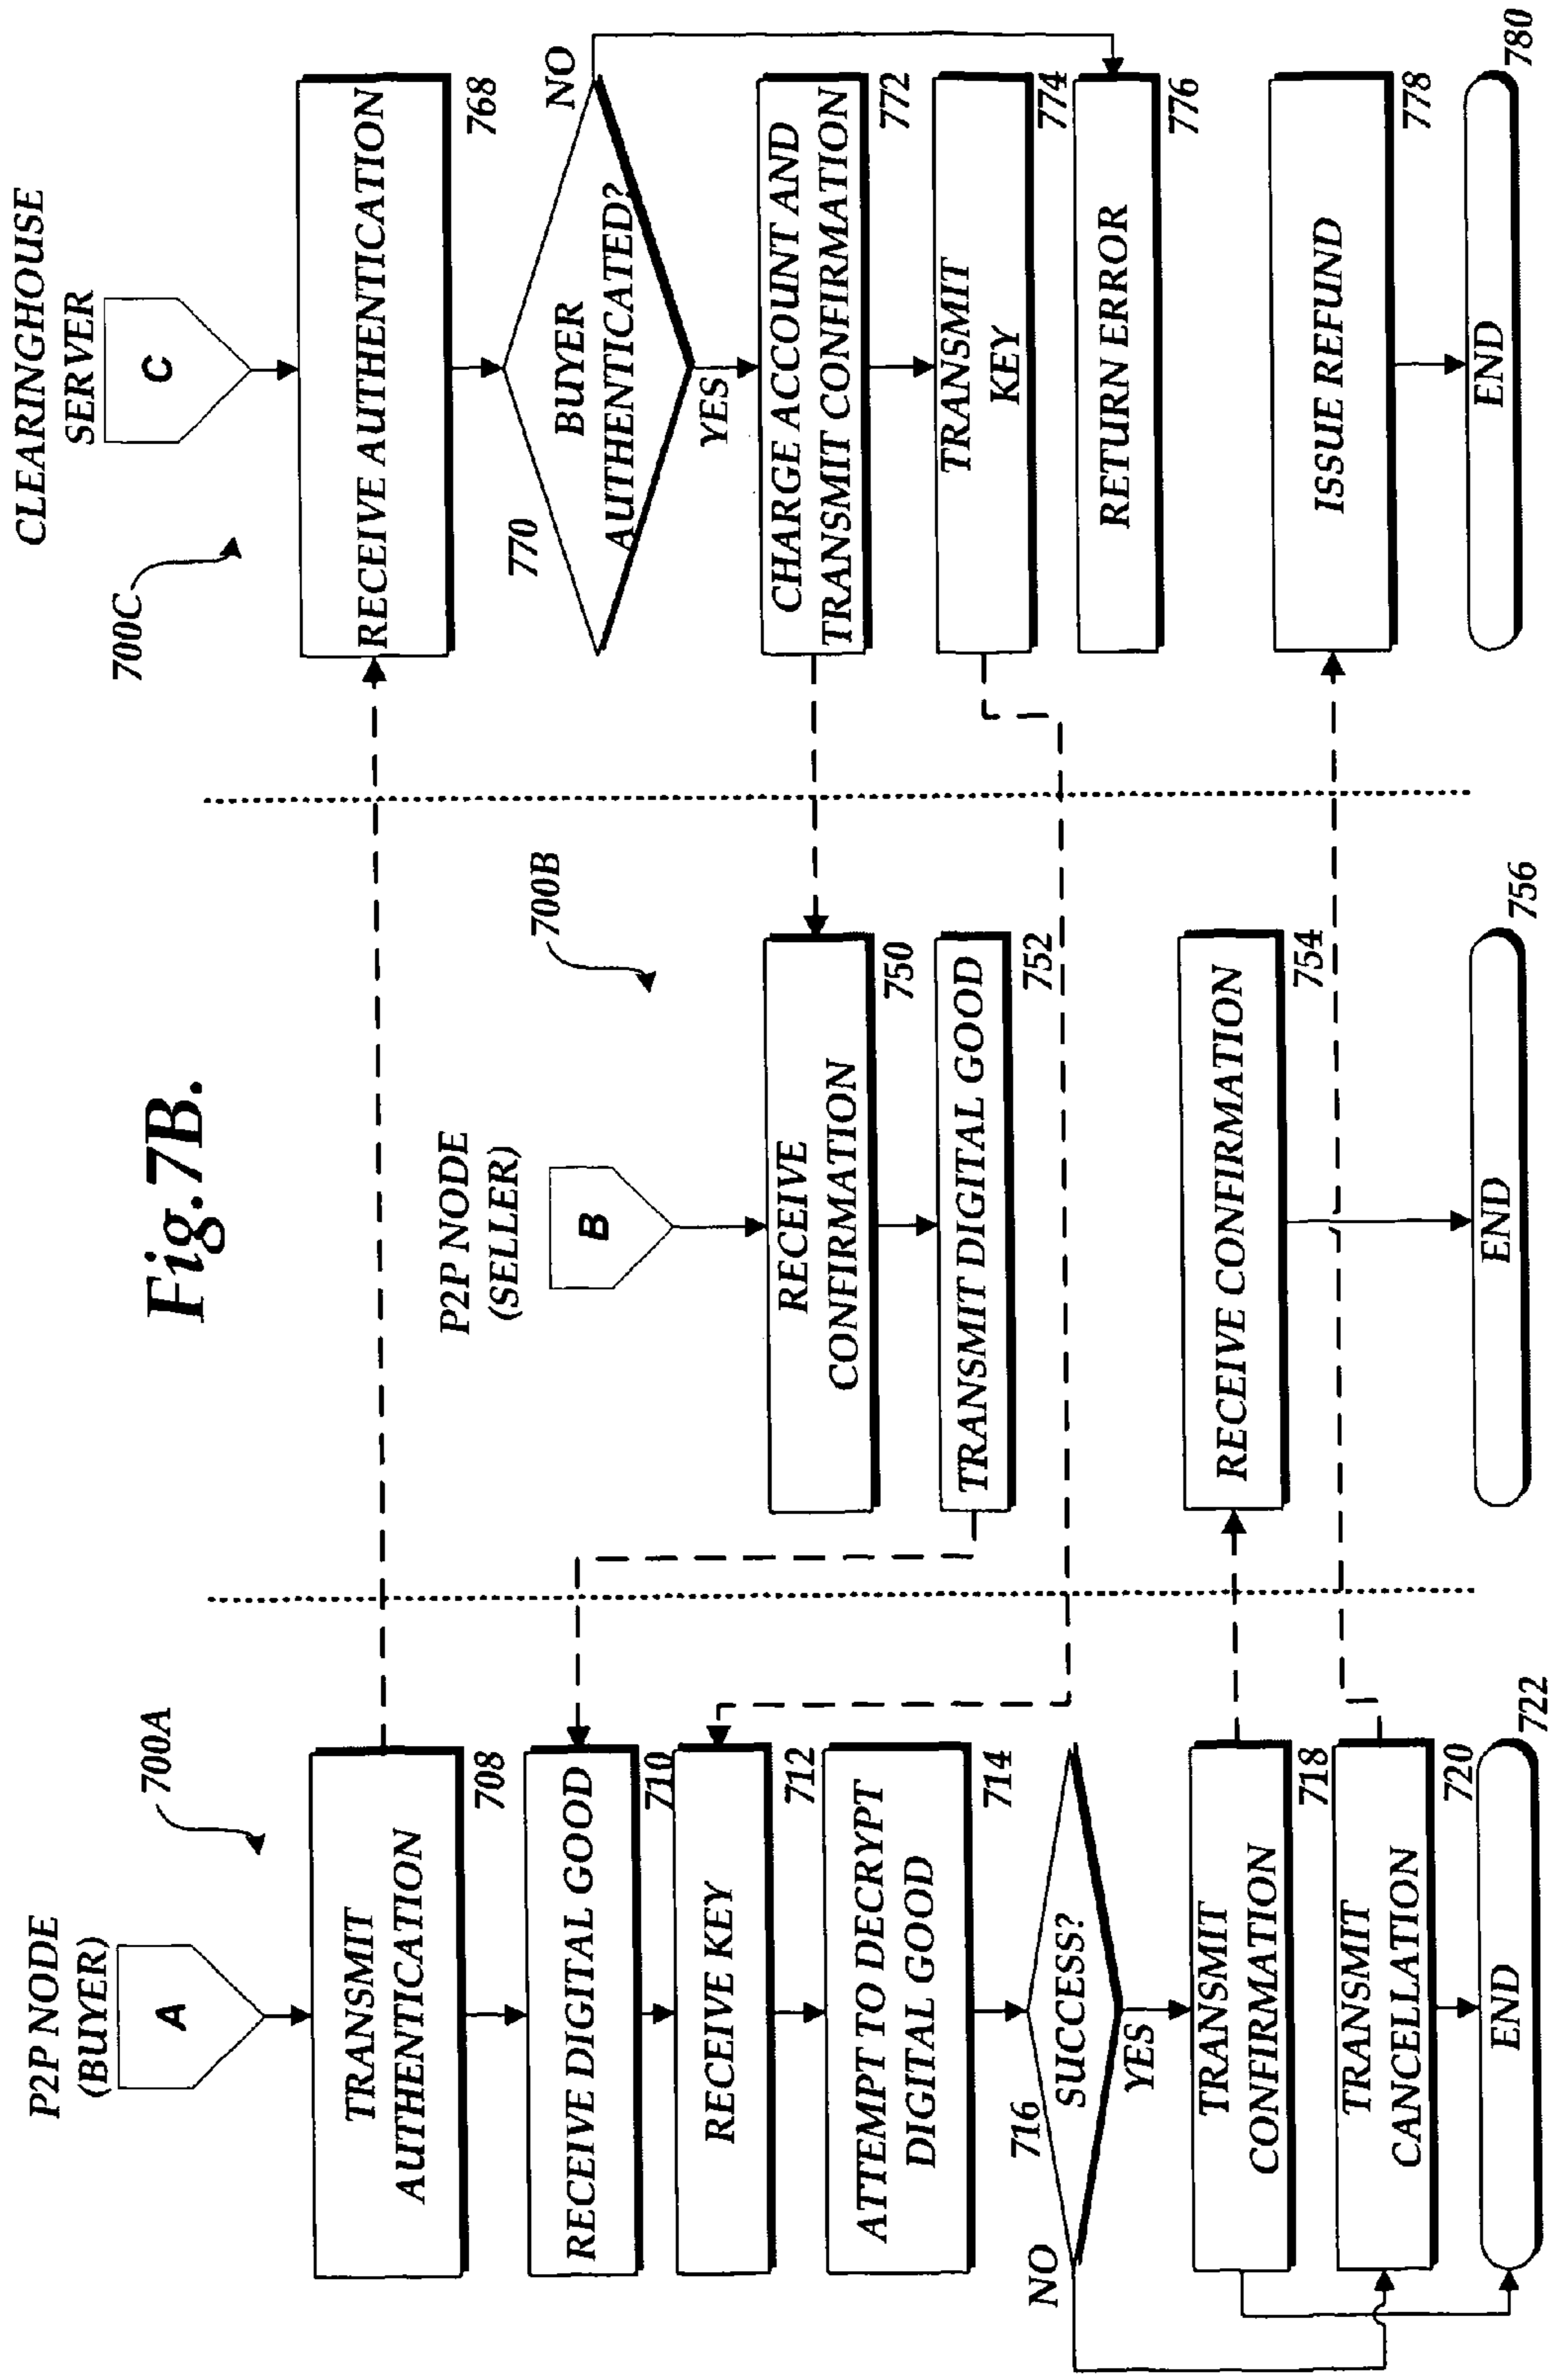 Fig.7B.
P2P NODE
(BUYER)
700A
A
TRANSMIT
AUTHENTICATION
708
RECEIVE DIGITAL GOOD
710
RECEIVE KEY
712
ATTEMPT TO DECRYPT
DIGITAL GOOD
714
716
SUCCESS?
NO
YES
TRANSMIT
CONFIRMATION
718
TRANSMIT
CANCELLATION
720
END
722
P2P NODE
(SELLER)
700B
B
RECEIVE
CONFIRMATION
750
TRANSMIT DIGITAL GOOD
752
RECEIVE CONFIRMATION
754
END
756
CLEARINGHOUSE
SERVER
700C
C
RECEIVE AUTHENTICATION
768
770
BUYER
AUTHENTICATED?
NO
YES
CHARGE ACCOUNT AND
TRANSMIT CONFIRMATION
772
TRANSMIT
KEY
774
RETURN ERROR
776
ISSUE REFUND
778
END
780